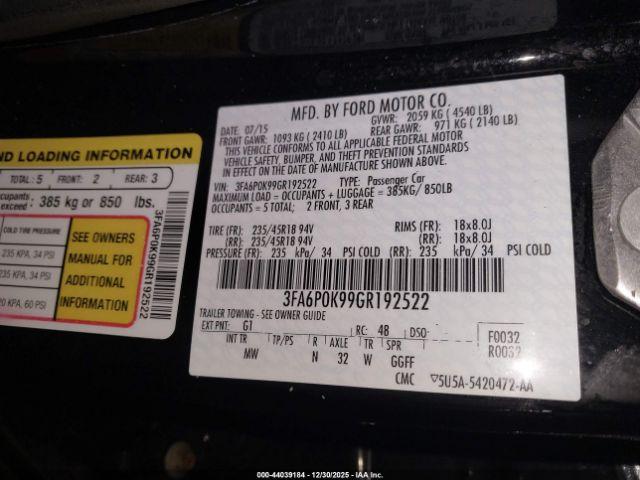 MFD. BY FORD MOTOR CO.
DATE: 07/15 GVWR: 2059 KG ( 4540 LB)
FRONT GAWR: 1093 KG ( 2410 LB) REAR GAWR: 971 KG ( 2140 LB)
THIS VEHICLE CONFORMS TO ALL APPLICABLE FEDERAL MOTOR
VEHICLE SAFETY, BUMPER, AND THEFT PREVENTION STANDARDS
IN EFFECT ON THE DATE OF MANUFACTURE SHOWN ABOVE.
VIN: 3FA6P0K99GR192522 TYPE: Passenger Car
MAXIMUM LOAD = OCCUPANTS + LUGGAGE = 385KG/ 850LB
OCCUPANTS = 5 TOTAL; 2 FRONT, 3 REAR
TIRE (FR): 235/45R18 94V RIMS (FR): 18x8.0J
(RR): 235/45R18 94V (RR): 18x8.0J
PRESSURE (FR): 235 kPa/ 34 PSI COLD (RR): 235 kPa/ 34 PSI COLD
3FA6P0K99GR192522
TRAILER TOWING - SEE OWNER GUIDE
EXT PNT: G1 RC: 48 DSO: F0032
R0032
INT TR TP/PS R AXLE TR SPR
MW N 32 W GGFF
CMC 5U5A-5420472-AA
ND LOADING INFORMATION
TOTAL: 5 FRONT: 2 REAR: 3
cupants
exceed : 385 kg or 850 lbs.
COLD TIRE PRESSURE
235 KPA, 34 PSI
235 KPA, 34 PSI
20 KPA, 60 PSI
SEE OWNERS
MANUAL FOR
ADDITIONAL
INFORMATION
3FA6P0K99GR192522
000-44039184 - 12/30/2025 - IAAI.CA